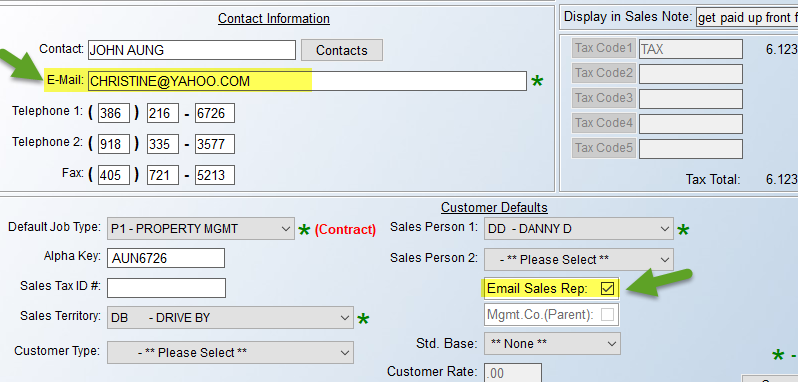 Contact Information
Contact: JOHN AUNG Contacts
E-Mail: CHRISTINE@YAHOO.COM *
Telephone 1: ( 386 ) 216 - 6726
Telephone 2: ( 918 ) 335 - 3577
Fax: ( 405 ) 721 - 5213
Display in Sales Note: get paid up front f
Tax Code1 TAX 6.123
Tax Code2
Tax Code3
Tax Code4
Tax Code5
Tax Total: 6.123
Customer Defaults
Default Job Type: P1 - PROPERTY MGMT * (Contract)
Alpha Key: AUN6726
Sales Tax ID #:
Sales Territory: DB - DRIVE BY *
Customer Type: - ** Please Select **
Sales Person 1: DD - DANNY D *
Sales Person 2: - ** Please Select **
Email Sales Rep:
Mgmt.Co.(Parent):
Std. Base: ** None **
Customer Rate: .00
* -